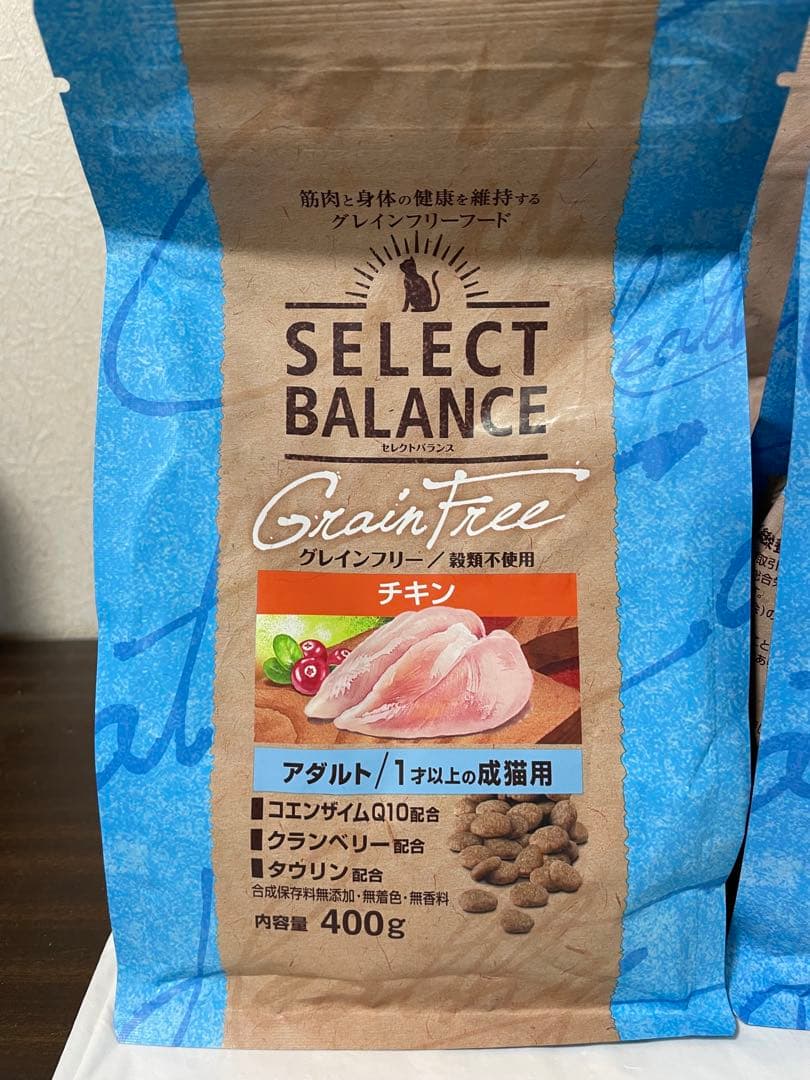 筋肉と身体の健康を維持する
グレインフリーフード
SELECT
BALANCE
セレクトバランス
Grain Free
グレインフリー/穀類不使用
チキン
アダルト/1才以上の成猫用
コエンザイムQ10配合
クランベリー配合
タウリン配合
合成保存料無添加・無着色・無香料
内容量 400g